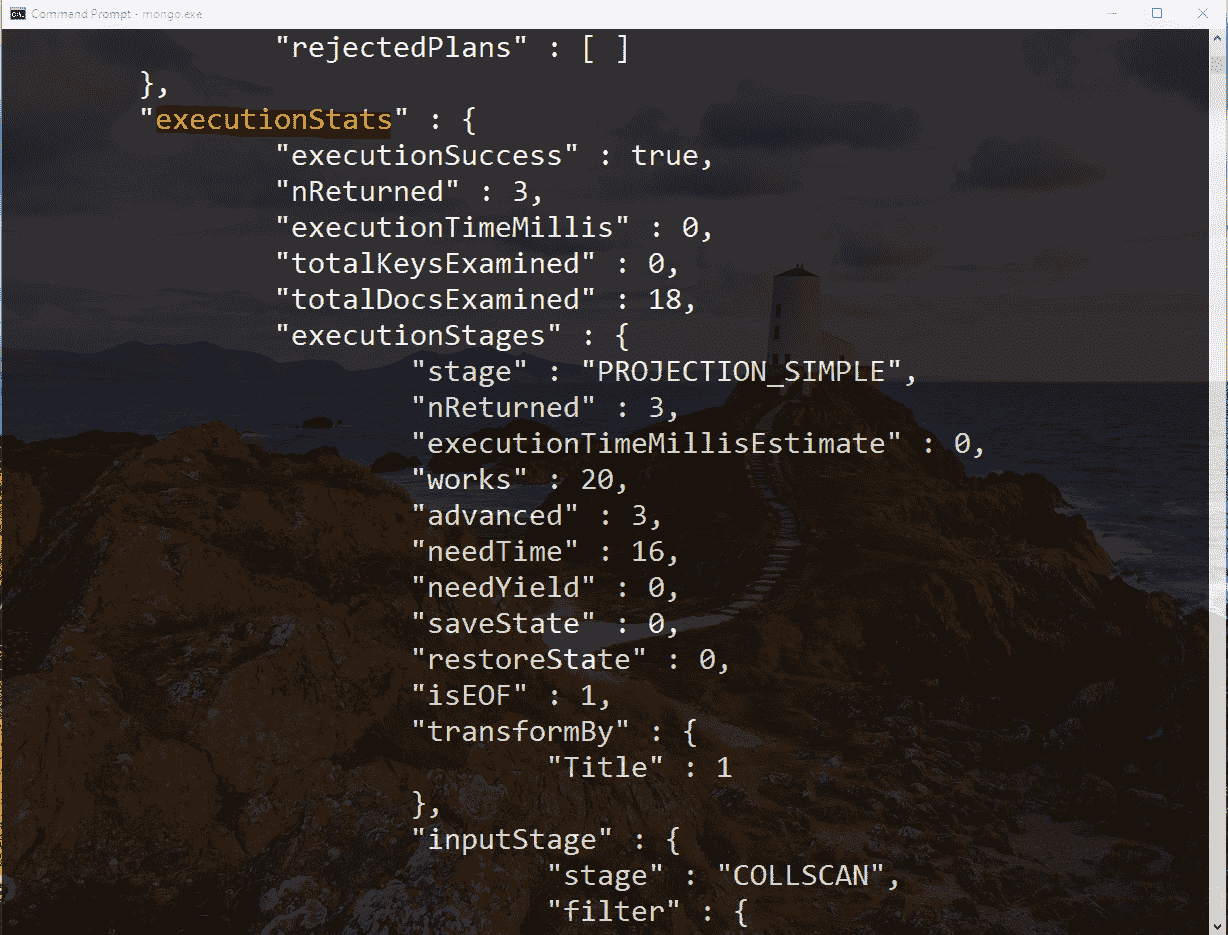 Command Prompt - mongo.exe
"rejectedPlans" : [ ]
},
"executionStats" : {
"executionSuccess" : true,
"nReturned" : 3,
"executionTimeMillis" : 0,
"totalKeysExamined" : 0,
"totalDocsExamined" : 18,
"executionStages" : {
"stage" : "PROJECTION_SIMPLE",
"nReturned" : 3,
"executionTimeMillisEstimate" : 0,
"works" : 20,
"advanced" : 3,
"needTime" : 16,
"needYield" : 0,
"saveState" : 0,
"restoreState" : 0,
"isEOF" : 1,
"transformBy" : {
"Title" : 1
},
"inputStage" : {
"stage" : "COLLSCAN",
"filter" : {